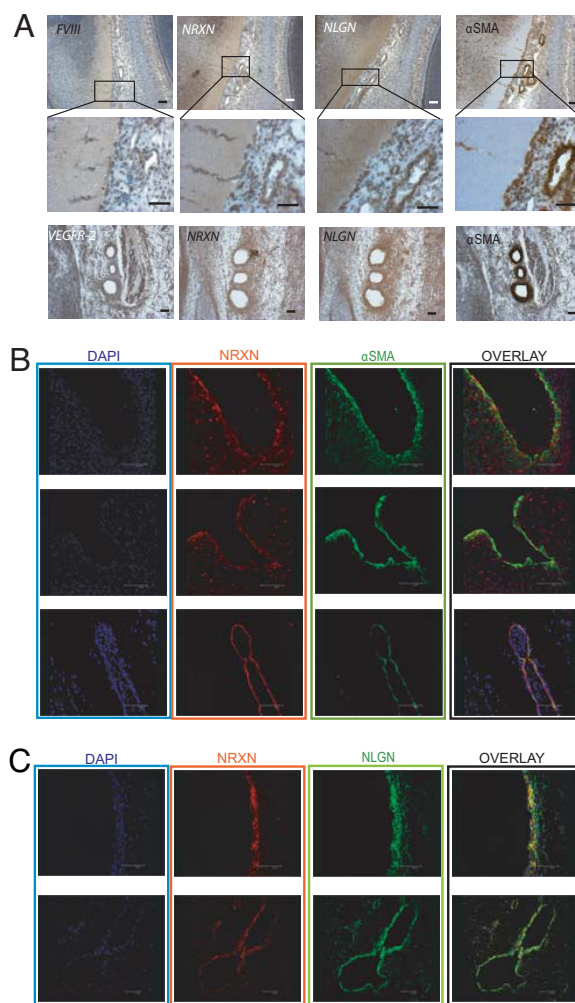 A
FVIII NRXN NLGN αSMA
VEGFR-2 NRXN NLGN αSMA
B
DAPI NRXN αSMA OVERLAY
C
DAPI NRXN NLGN OVERLAY